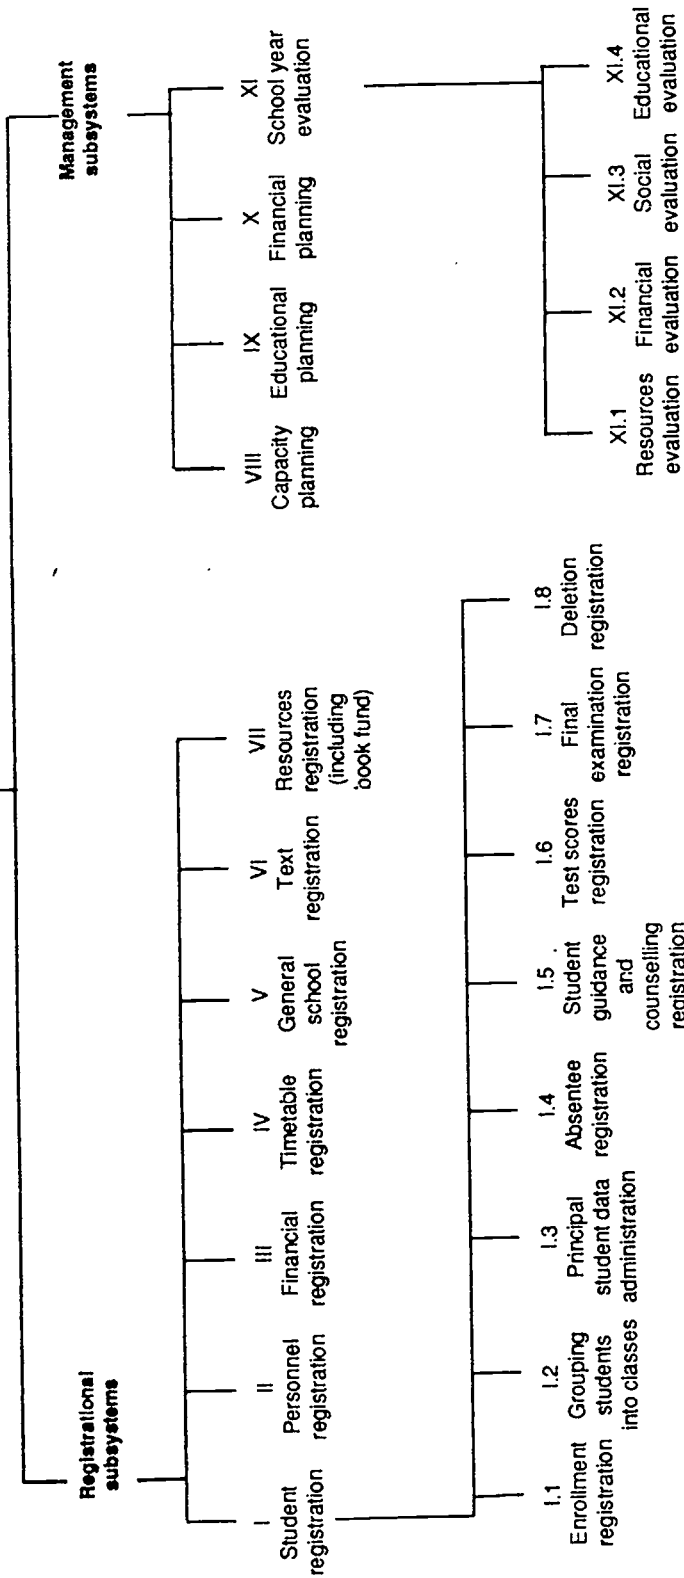 Registrational
subsystems
Management
subsystems
I
Student
registration
II
Personnel
registration
III
Financial
registration
IV
Timetable
registration
V
General
school
registration
VI
Text
registration
VII
Resources
registration
(including
book fund)
VIII
Capacity
planning
IX
Educational
planning
X
Financial
planning
XI
School year
evaluation
I.1
Enrollment
registration
I.2
Grouping
students
into classes
I.3
Principal
student data
administration
I.4
Absentee
registration
I.5
Student
guidance
and
counselling
registration
I.6
Test scores
registration
I.7
Final
examination
registration
I.8
Deletion
registration
XI.1
Resources
evaluation
XI.2
Financial
evaluation
XI.3
Social
evaluation
XI.4
Educational
evaluation